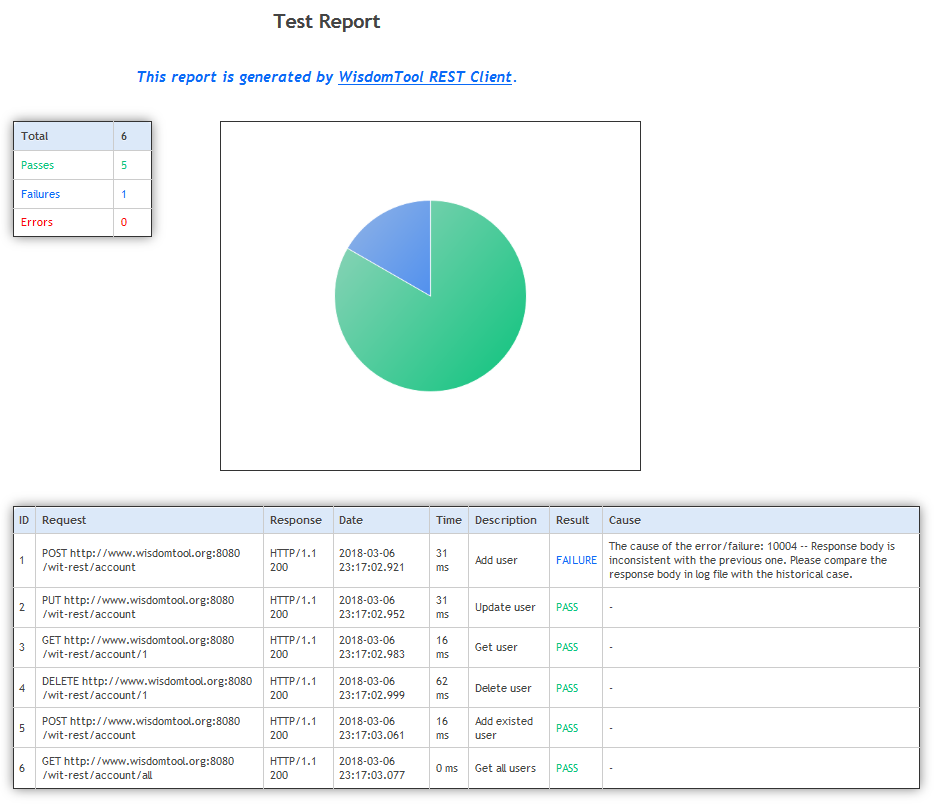 Test Report
This report is generated by WisdomTool REST Client.
Total 6
Passes 5
Failures 1
Errors 0
ID Request Response Date Time Description Result Cause
1 POST http://www.wisdomtool.org:8080 HTTP/1.1 2018-03-06 31 Add user FAILURE The cause of the error/failure: 10004 -- Response body is
/wit-rest/account 200 23:17:02.921 ms inconsistent with the previous one. Please compare the
response body in log file with the historical case.
2 PUT http://www.wisdomtool.org:8080 HTTP/1.1 2018-03-06 31 Update user PASS -
/wit-rest/account 200 23:17:02.952 ms
3 GET http://www.wisdomtool.org:8080 HTTP/1.1 2018-03-06 16 Get user PASS -
/wit-rest/account/1 200 23:17:02.983 ms
4 DELETE http://www.wisdomtool.org:8080 HTTP/1.1 2018-03-06 62 Delete user PASS -
/wit-rest/account/1 200 23:17:02.999 ms
5 POST http://www.wisdomtool.org:8080 HTTP/1.1 2018-03-06 16 Add existed PASS -
/wit-rest/account 200 23:17:03.061 ms user
6 GET http://www.wisdomtool.org:8080 HTTP/1.1 2018-03-06 0 ms Get all users PASS -
/wit-rest/account/all 200 23:17:03.077